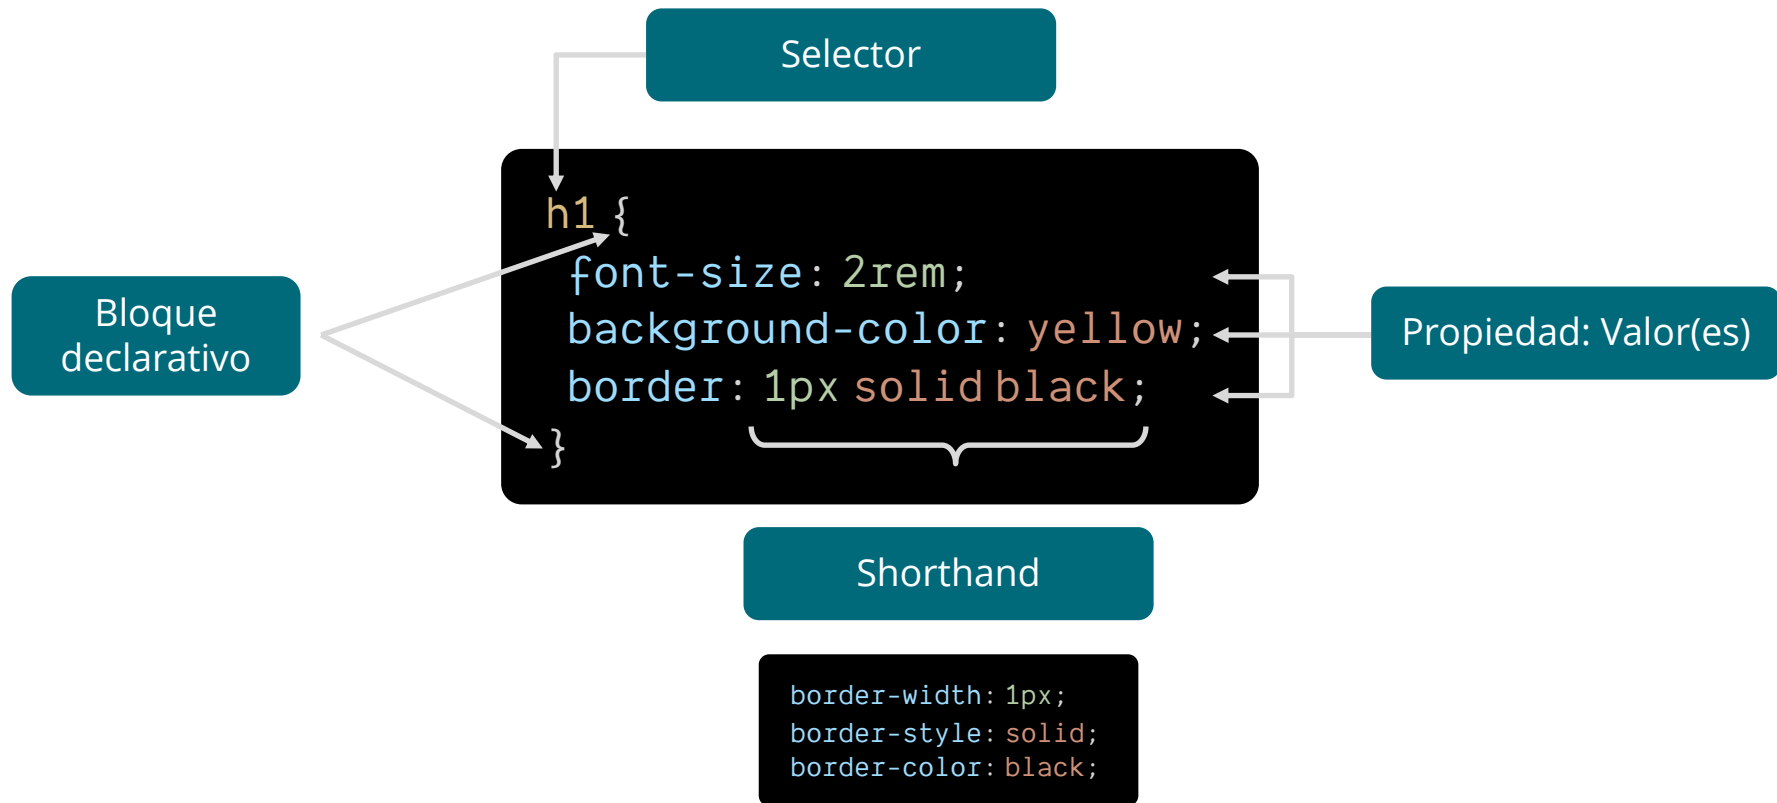 Selector
h1 {
font-size: 2rem;
background-color: yellow;
border: 1px solid black;
}
Bloque
declarativo
Propiedad: Valor(es)
Shorthand
border-width: 1px;
border-style: solid;
border-color: black;